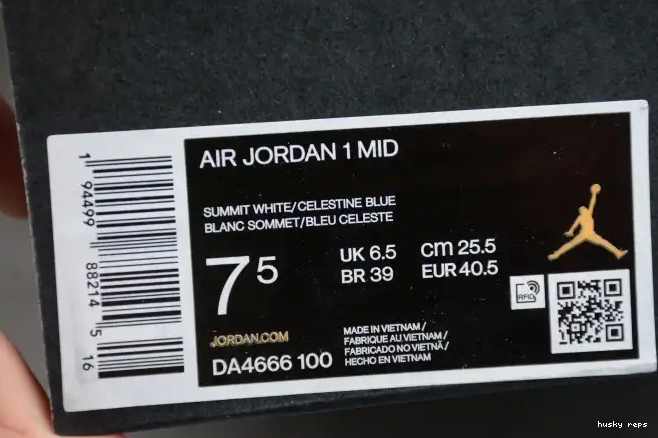 AIR JORDAN 1 MID
SUMMIT WHITE/CELESTINE BLUE
BLANC SOMMET/BLEU CELESTE
7 5
UK 6.5 cm 25.5
BR 39 EUR 40.5
RFID
JORDAN.COM
DA4666 100
MADE IN VIETNAM /
FABRIQUE AU VIETNAM /
FABRICADO NO VIETNÃ /
HECHO EN VIETNAM
1 94499 88214 5 16
husky reps